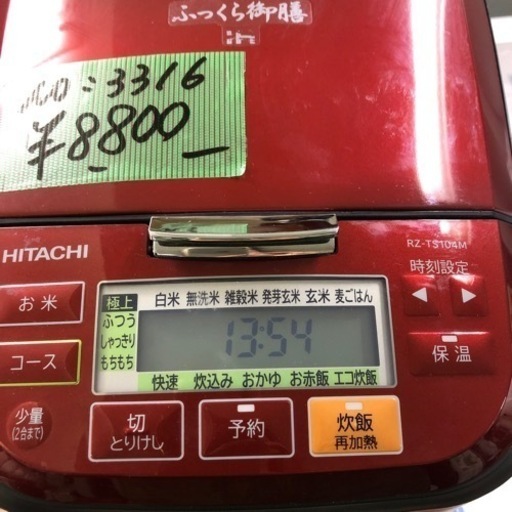 ふっくら御膳
IH
NO:3316
¥8,800-
HITACHI
RZ-TS104M
時刻設定
お米
極上
ふつう
しゃっきり
もちもち
白米 無洗米 雑穀米 発芽玄米 玄米 麦ごはん
13:54
快速 炊込み おかゆ お赤飯 エコ炊飯
コース
保温
少量
(2合まで)
切
とりけし
予約
炊飯
再加熱